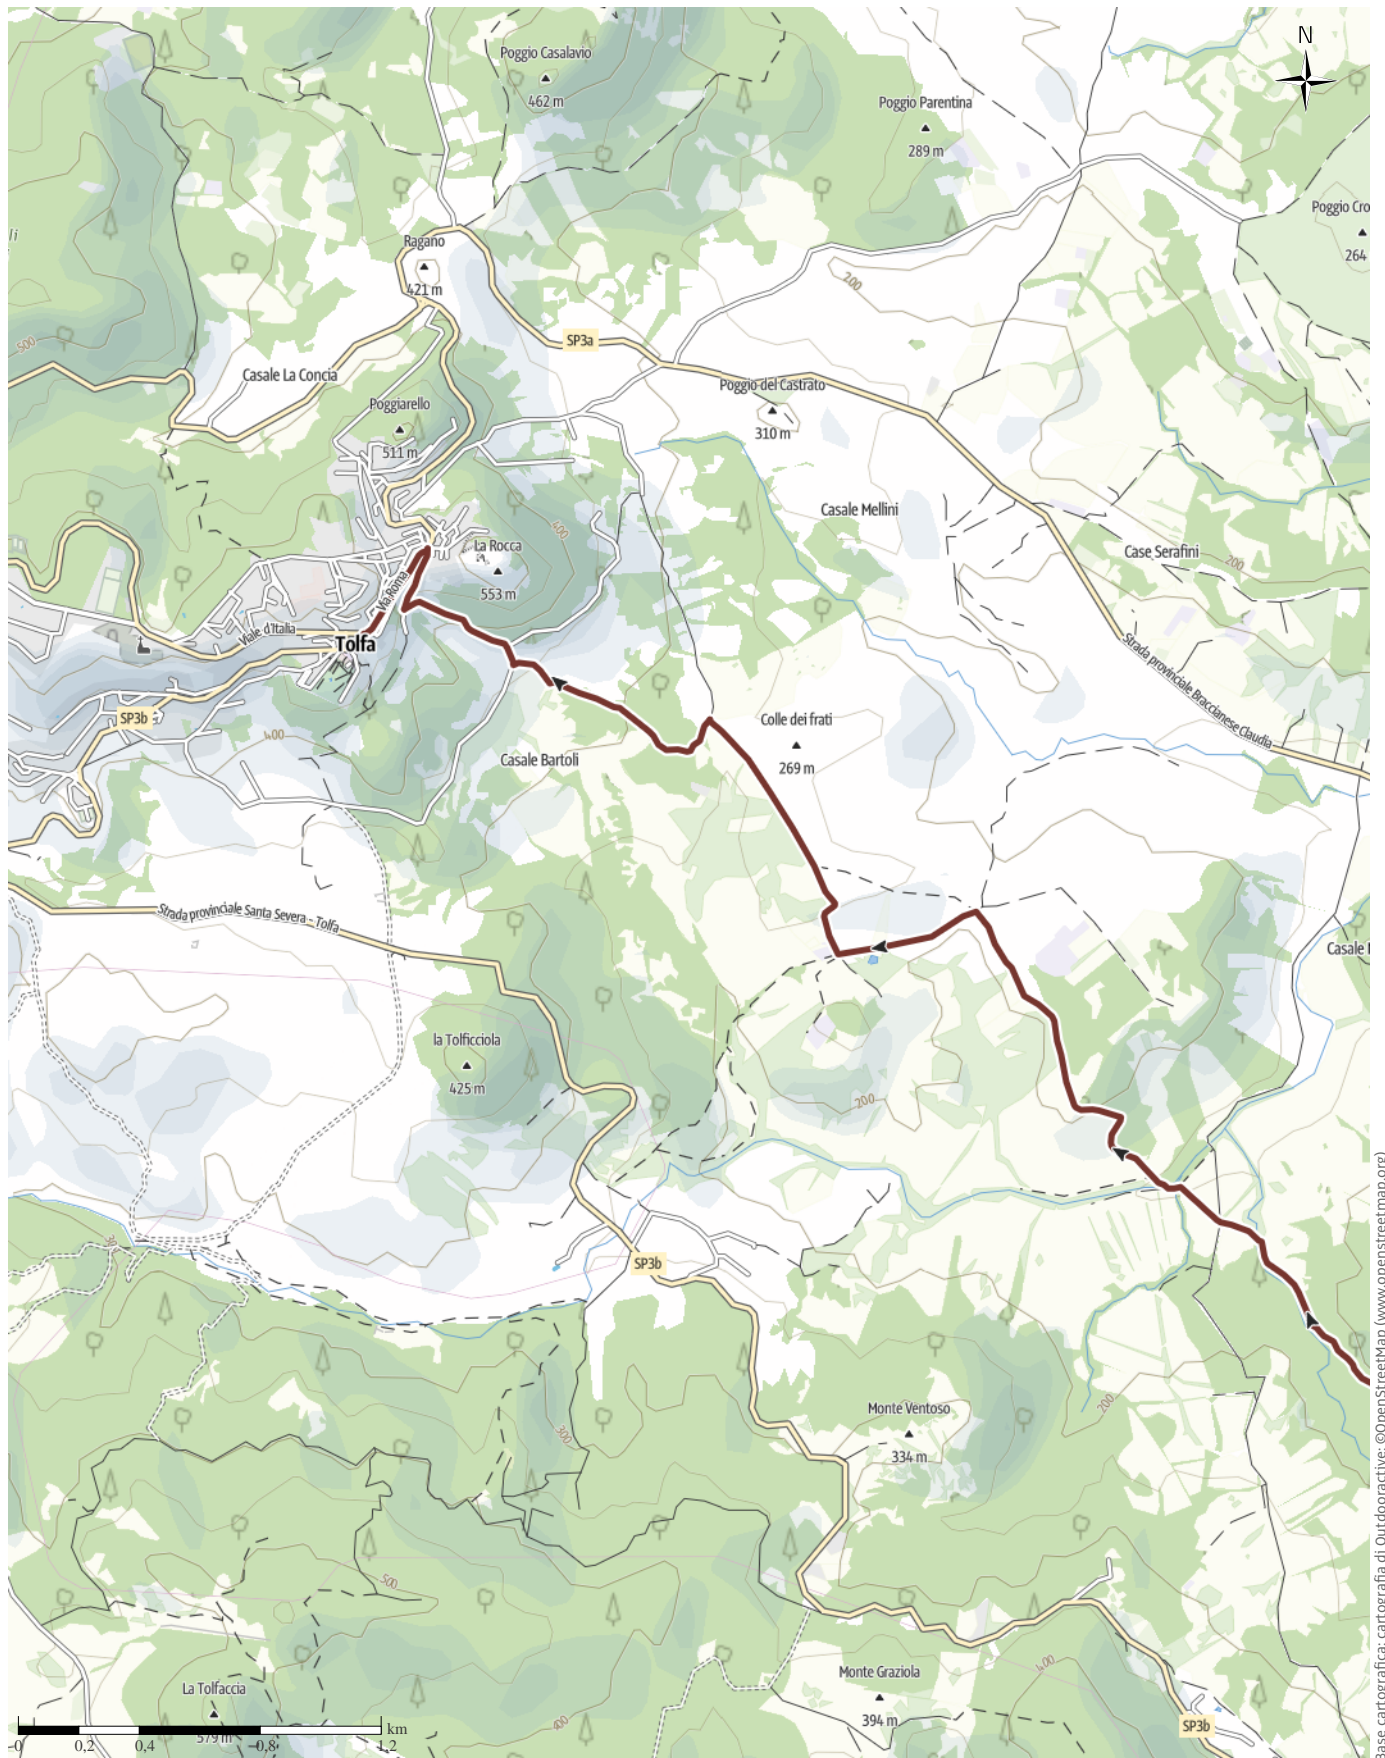 N
Poggio Casalavio
462 m
Poggio Parentina
289 m
Poggio Cro
264
li
Ragano
421 m
200
500
SP3a
Casale La Concia
Poggio del Castrato
310 m
Poggiarello
511 m
Casale Mellini
400
La Rocca
553 m
Case Serafini
200
Via Roma
Viale d'Italia
Tolfa
Strada provinciale Braccianese Claudia
SP3b
400
Colle dei frati
269 m
Casale Bartoli
Strada provinciale Santa Severa - Tolfa
Casale
la Tolficciola
425 m
200
SP3b
300
Monte Ventoso
334 m
200
500
400
Monte Graziola
394 m
400
La Tolfaccia
579 m
SP3b
km
0 0,2 0,4 0,8 1,2
ase cartografica: cartografia di Outdooractive; ©OpenStreetMap (www.openstreetmap.org)